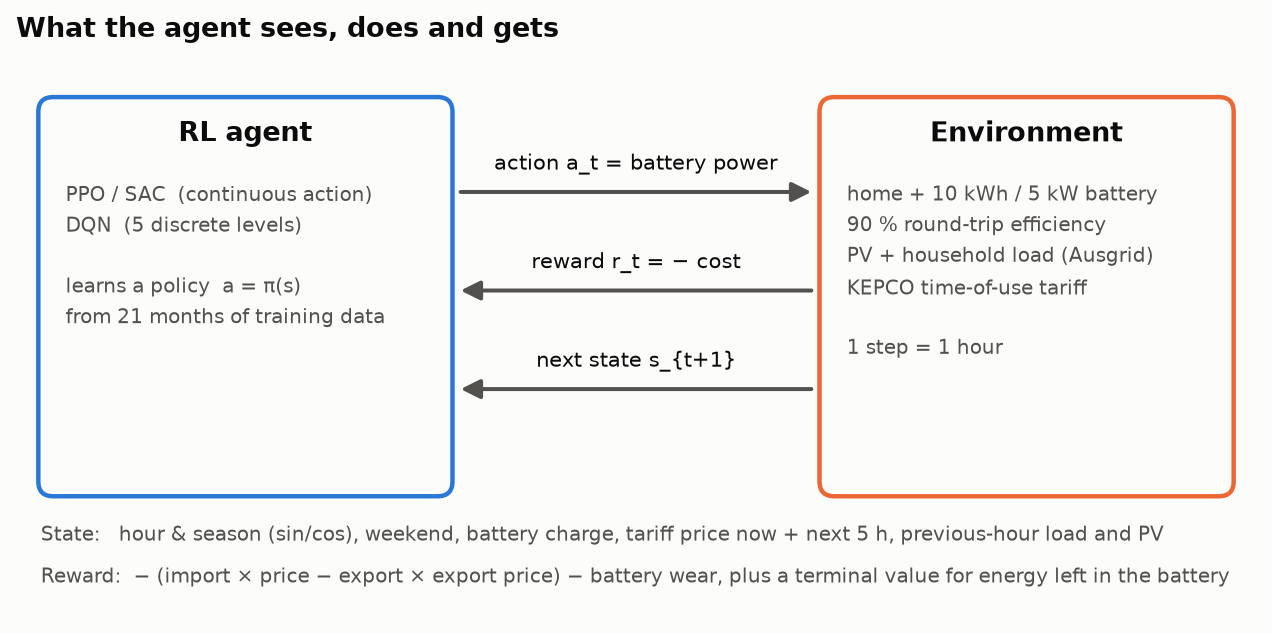 What the agent sees, does and gets
RL agent
PPO / SAC  (continuous action)
DQN  (5 discrete levels)
learns a policy  a = π(s)
from 21 months of training data
action a_t = battery power
reward r_t = − cost
next state s_{t+1}
Environment
home + 10 kWh / 5 kW battery
90 % round-trip efficiency
PV + household load (Ausgrid)
KEPCO time-of-use tariff
1 step = 1 hour
State:   hour & season (sin/cos), weekend, battery charge, tariff price now + next 5 h, previous-hour load and PV
Reward:  − (import × price − export × export price) − battery wear, plus a terminal value for energy left in the battery